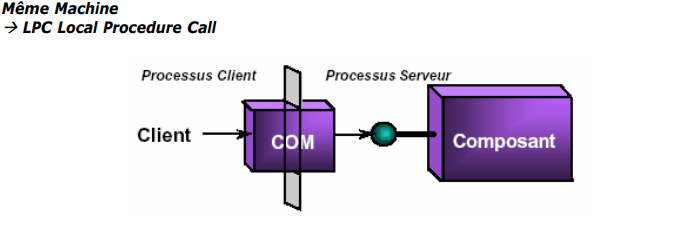 Même Machine
→ LPC Local Procedure Call
Processus Client Processus Serveur
Client COM Composant